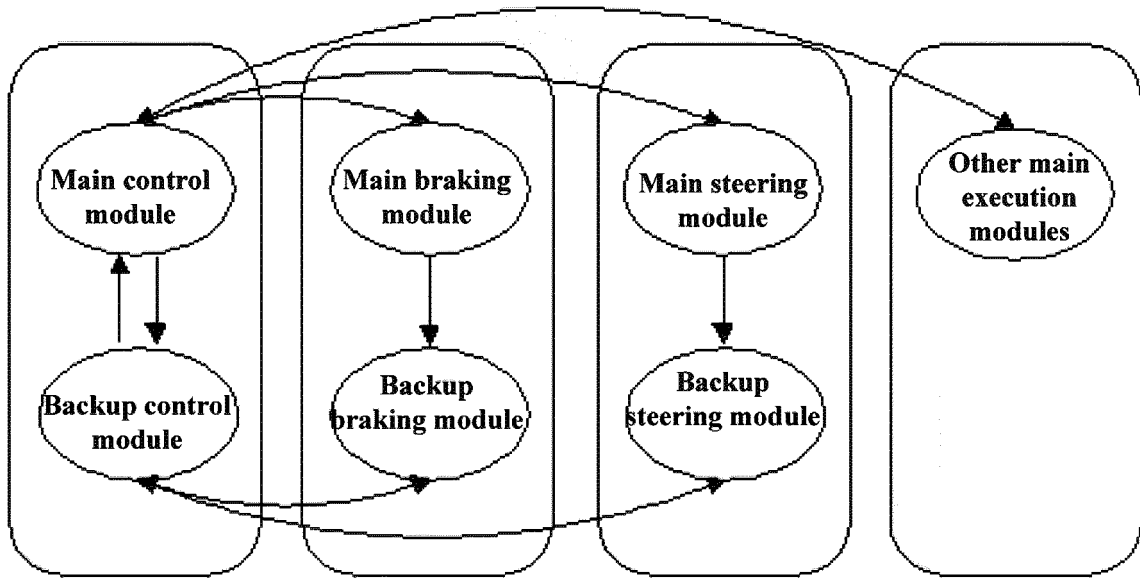 Main control
module
Main braking
module
Main steering
module
Other main
execution
modules
Backup control
module
Backup
braking module
Backup
steering module